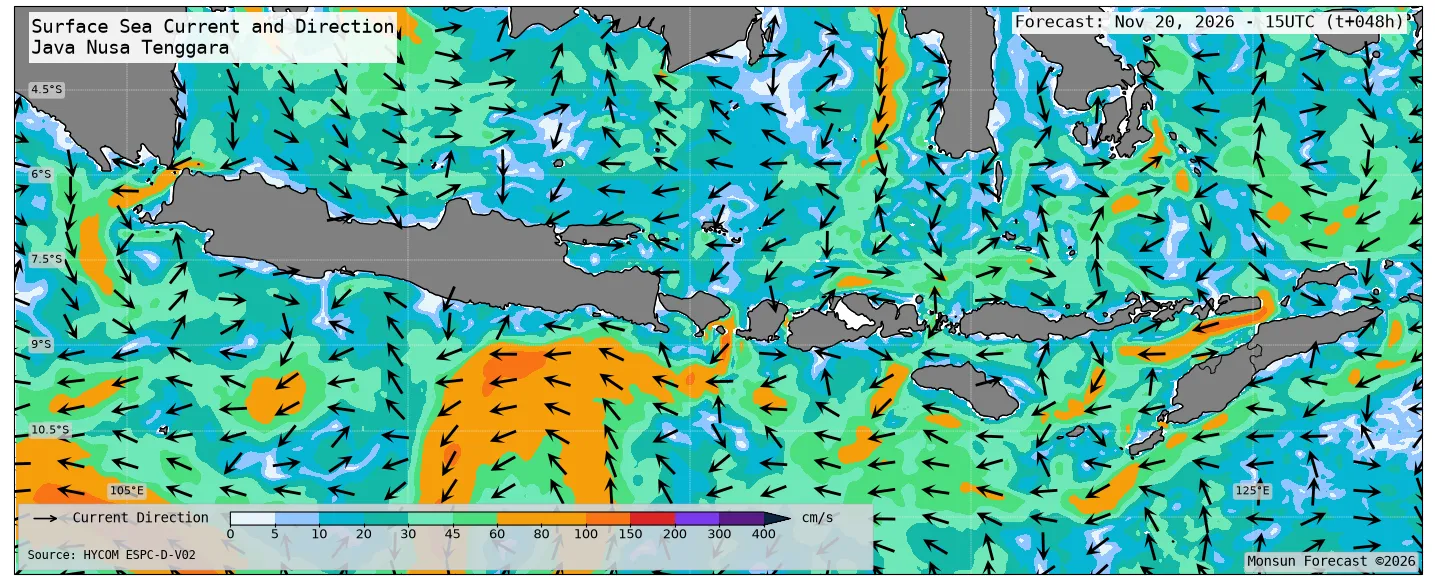 Surface Sea Current and Direction
Java Nusa Tenggara
Forecast: Nov 20, 2026 - 15UTC (t+048h)
4.5°S
6°S
7.5°S
9°S
10.5°S
105°E
125°E
Current Direction
0 5 10 20 30 45 60 80 100 150 200 300 400
cm/s
Source: HYCOM ESPC-D-V02
Monsun Forecast ©2026